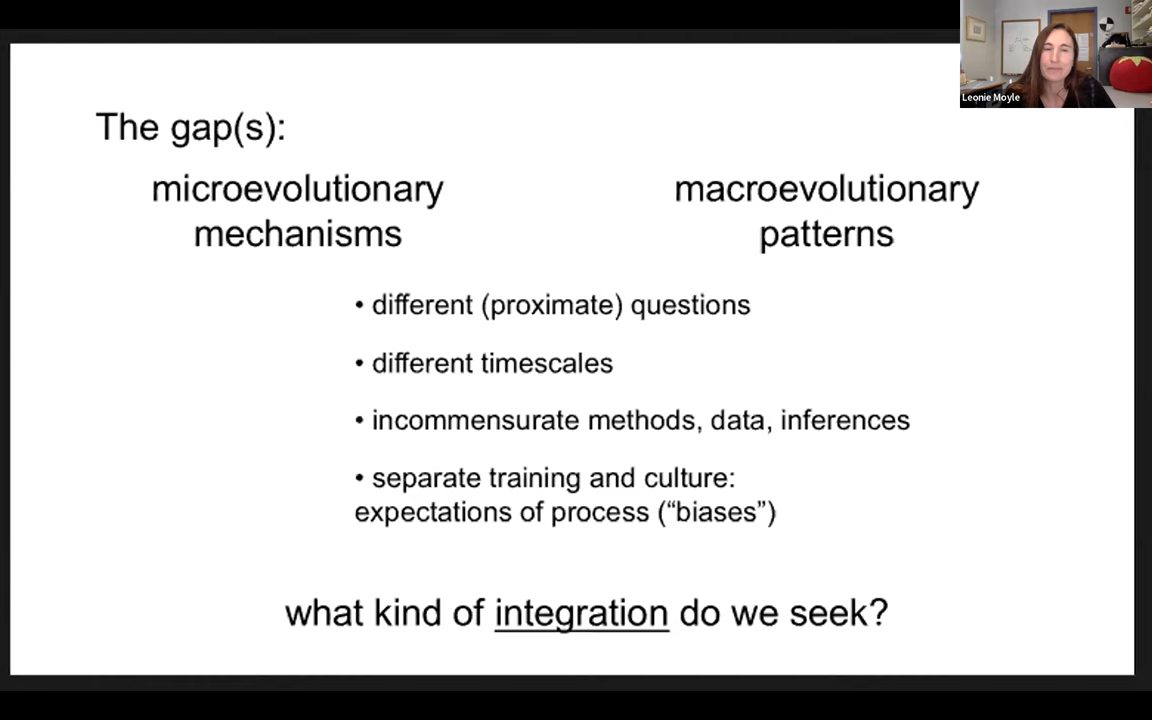 Leonie Moyle
The gap(s):
microevolutionary
mechanisms
macroevolutionary
patterns
• different (proximate) questions
• different timescales
• incommensurate methods, data, inferences
• separate training and culture:
expectations of process (“biases”)
what kind of integration do we seek?